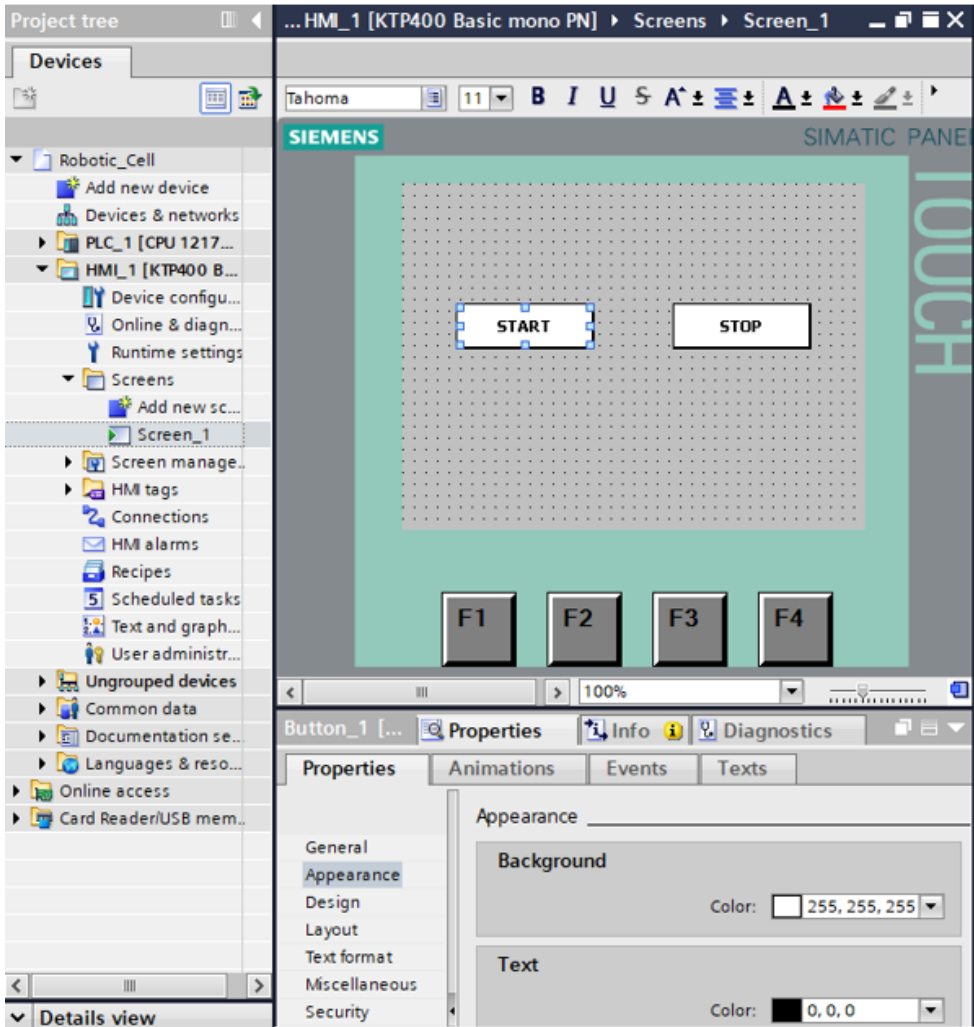 Project tree
Devices
Robotic_Cell
Add new device
Devices & networks
PLC_1 [CPU 1217...
HMI_1 [KTP400 B...
Device configu...
Online & diagn...
Runtime settings
Screens
Add new sc...
Screen_1
Screen manage..
HMI tags
Connections
HMI alarms
Recipes
Scheduled tasks
Text and graph...
User administr...
Ungrouped devices
Common data
Documentation se..
Languages & reso...
Online access
Card Reader/USB mem..
Details view
...HMI_1 [KTP400 Basic mono PN] Screens Screen_1
Tahoma 11 B I U S A A
SIEMENS SIMATIC PANE
TOUCH
START STOP
F1 F2 F3 F4
100%
Button_1 [... Properties Info Diagnostics
Properties Animations Events Texts
General
Appearance
Design
Layout
Text format
Miscellaneous
Security
Appearance
Background
Color: 255, 255, 255
Text
Color: 0, 0, 0